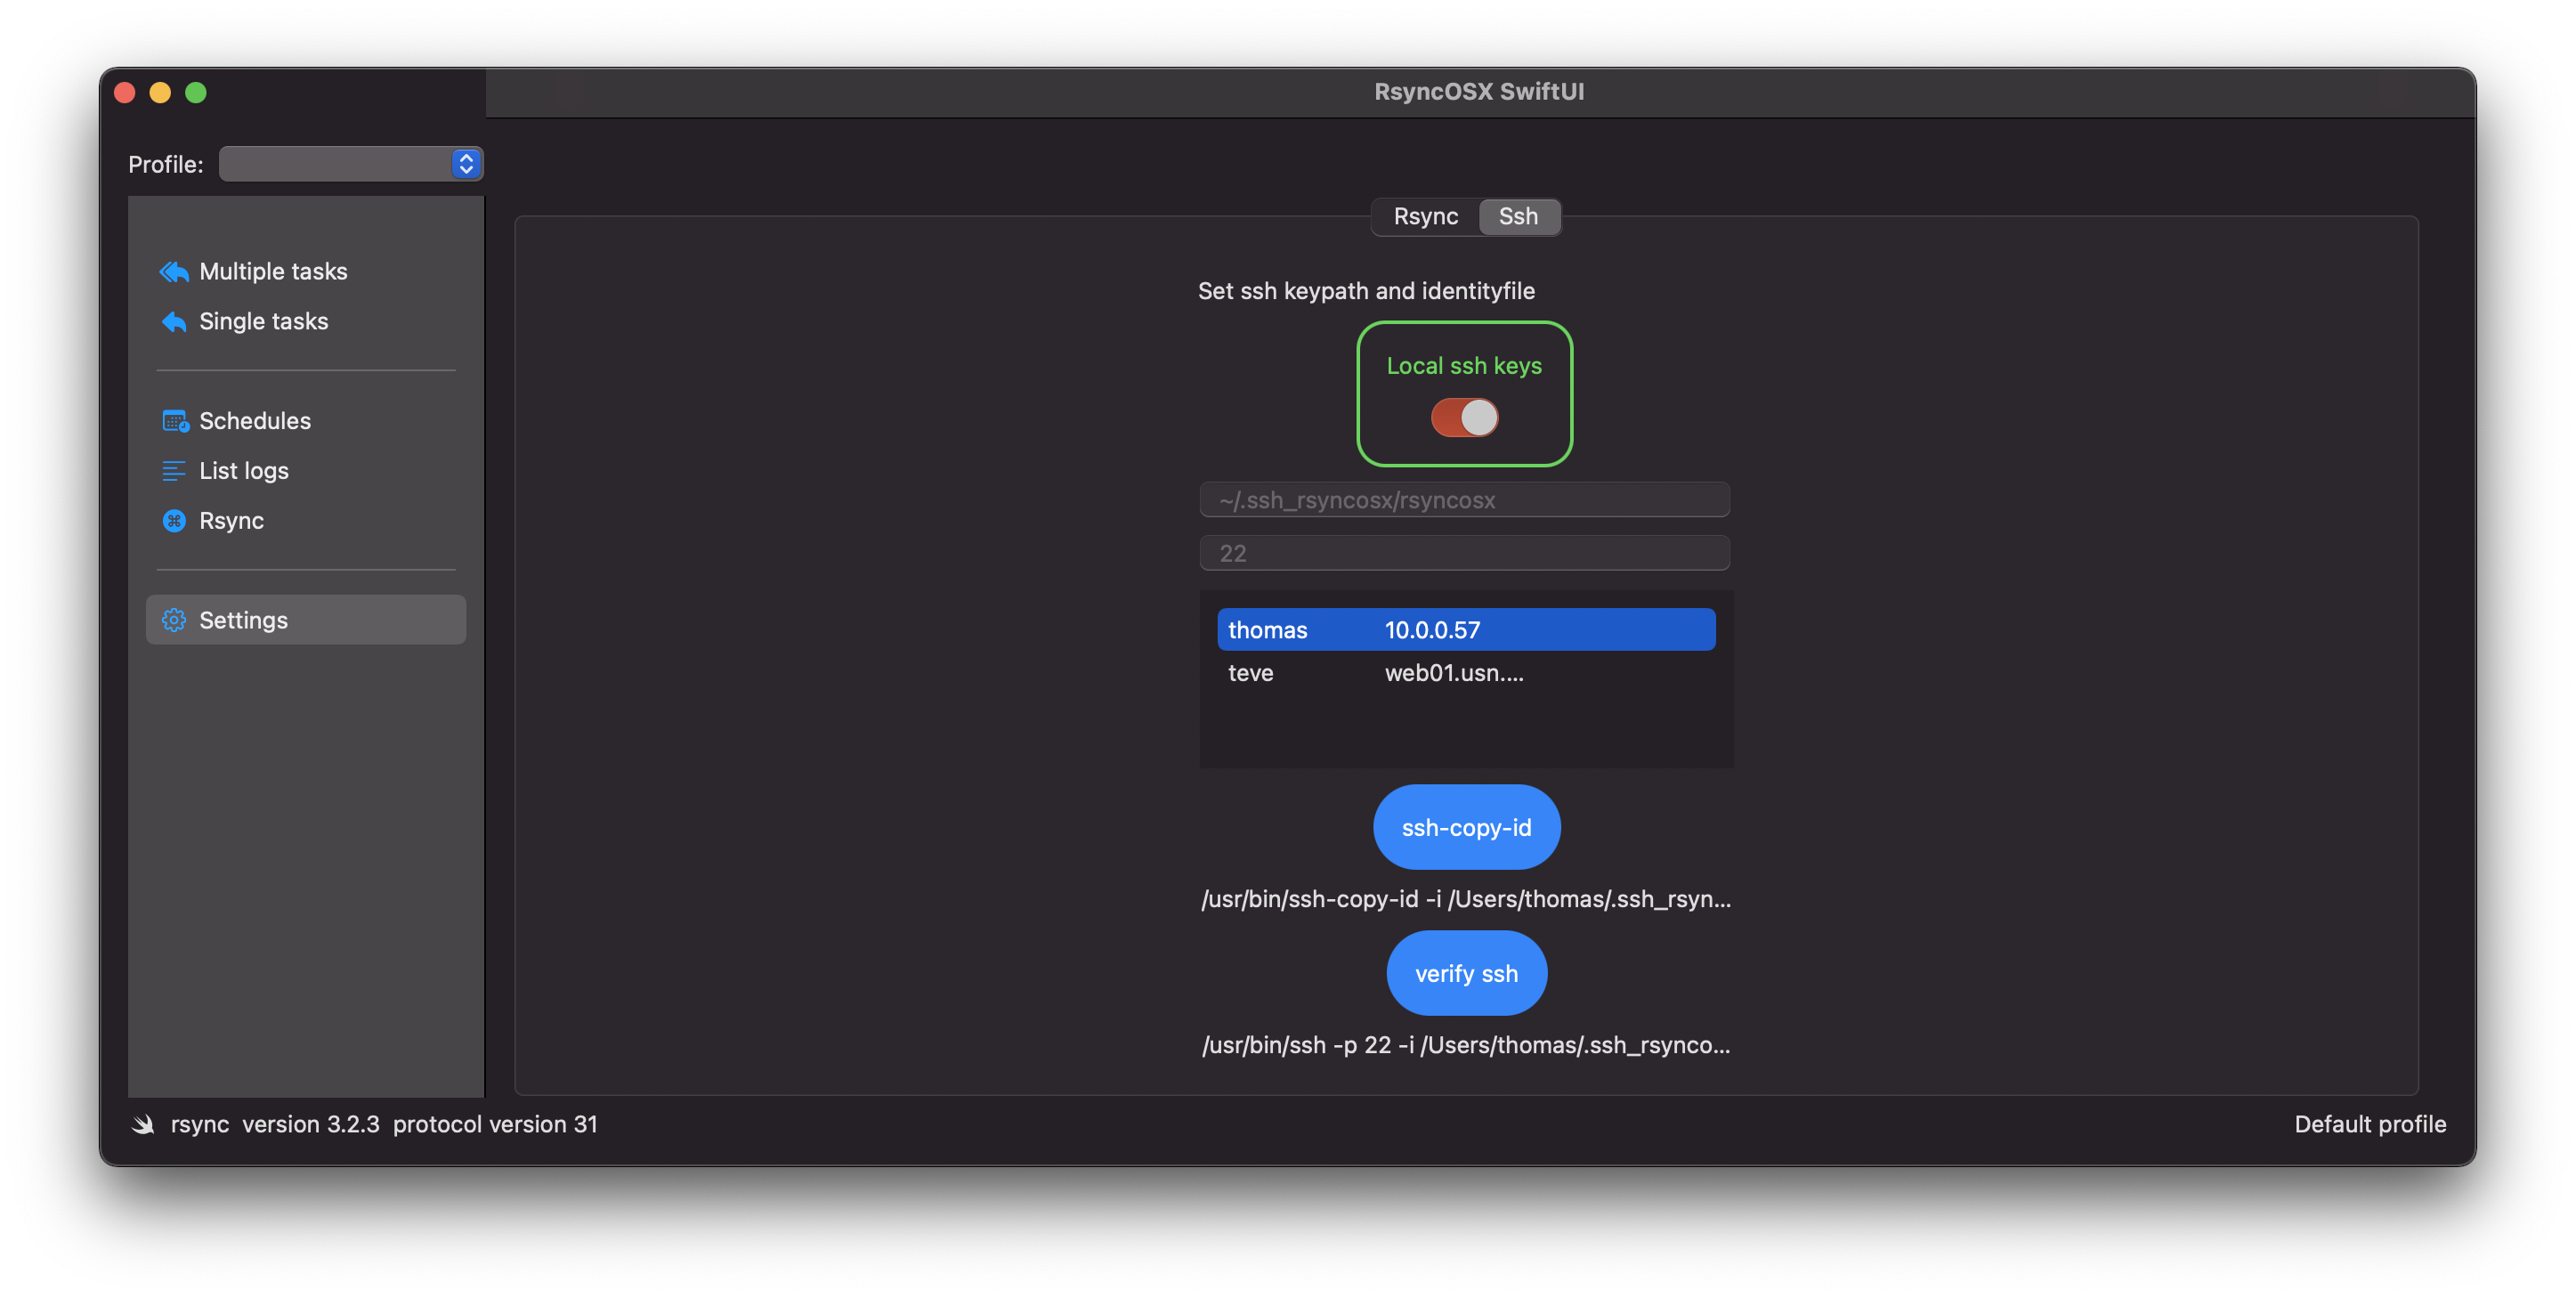 RsyncOSX SwiftUI
Profile:
Multiple tasks
Single tasks
Schedules
List logs
Rsync
Settings
Rsync Ssh
Set ssh keypath and identityfile
Local ssh keys
~/.ssh_rsyncosx/rsyncosx
22
thomas 10.0.0.57
teve web01.usn....
ssh-copy-id
/usr/bin/ssh-copy-id -i /Users/thomas/.ssh_rsyn...
verify ssh
/usr/bin/ssh -p 22 -i /Users/thomas/.ssh_rsynco...
rsync version 3.2.3 protocol version 31
Default profile